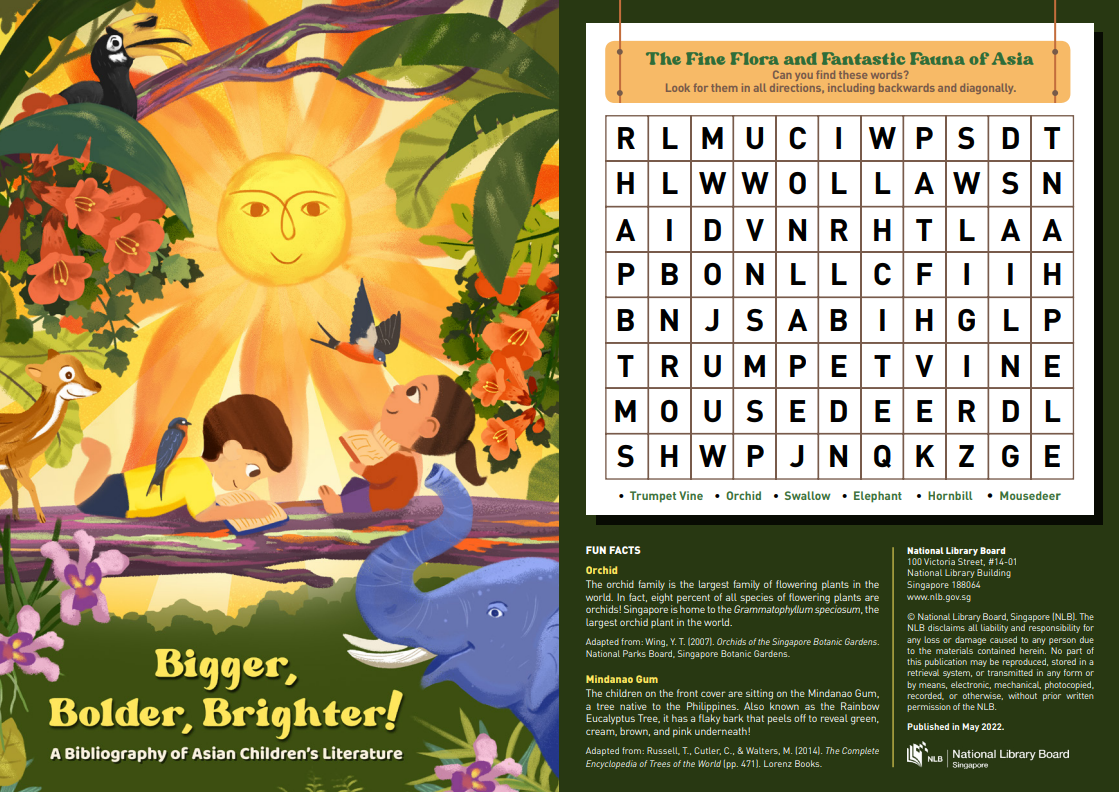 Bigger,
Bolder, Brighter!
A Bibliography of Asian Children's Literature
The Fine Flora and Fantastic Fauna of Asia
Can you find these words?
Look for them in all directions, including backwards and diagonally.
R L M U C I W P S D T
H L W W O L L A W S N
A I D V N R H T L A A
P B O N L L C F I I H
B N J S A B I H G L P
T R U M P E T V I N E
M O U S E D E E R D L
S H W P J N Q K Z G E
• Trumpet Vine • Orchid • Swallow • Elephant • Hornbill • Mousedeer
FUN FACTS
Orchid
The orchid family is the largest family of flowering plants in the
world. In fact, eight percent of all species of flowering plants are
orchids! Singapore is home to the Grammatophyllum speciosum, the
largest orchid plant in the world.
Adapted from: Wing, Y. T. (2007). Orchids of the Singapore Botanic Gardens.
National Parks Board, Singapore Botanic Gardens.
Mindanao Gum
The children on the front cover are sitting on the Mindanao Gum,
a tree native to the Philippines. Also known as the Rainbow
Eucalyptus Tree, it has a flaky bark that peels off to reveal green,
cream, brown, and pink underneath!
Adapted from: Russell, T., Cutler, C., & Walters, M. (2014). The Complete
Encyclopedia of Trees of the World (pp. 471). Lorenz Books.
National Library Board
100 Victoria Street, #14-01
National Library Building
Singapore 188064
www.nlb.gov.sg
© National Library Board, Singapore (NLB). The
NLB disclaims all liability and responsibility for
any loss or damage caused to any person due
to the materials contained herein. No part of
this publication may be reproduced, stored in a
retrieval system, or transmitted in any form or
by means, electronic, mechanical, photocopied,
recorded, or otherwise, without prior written
permission of the NLB.
Published in May 2022.
NLB National Library Board
Singapore